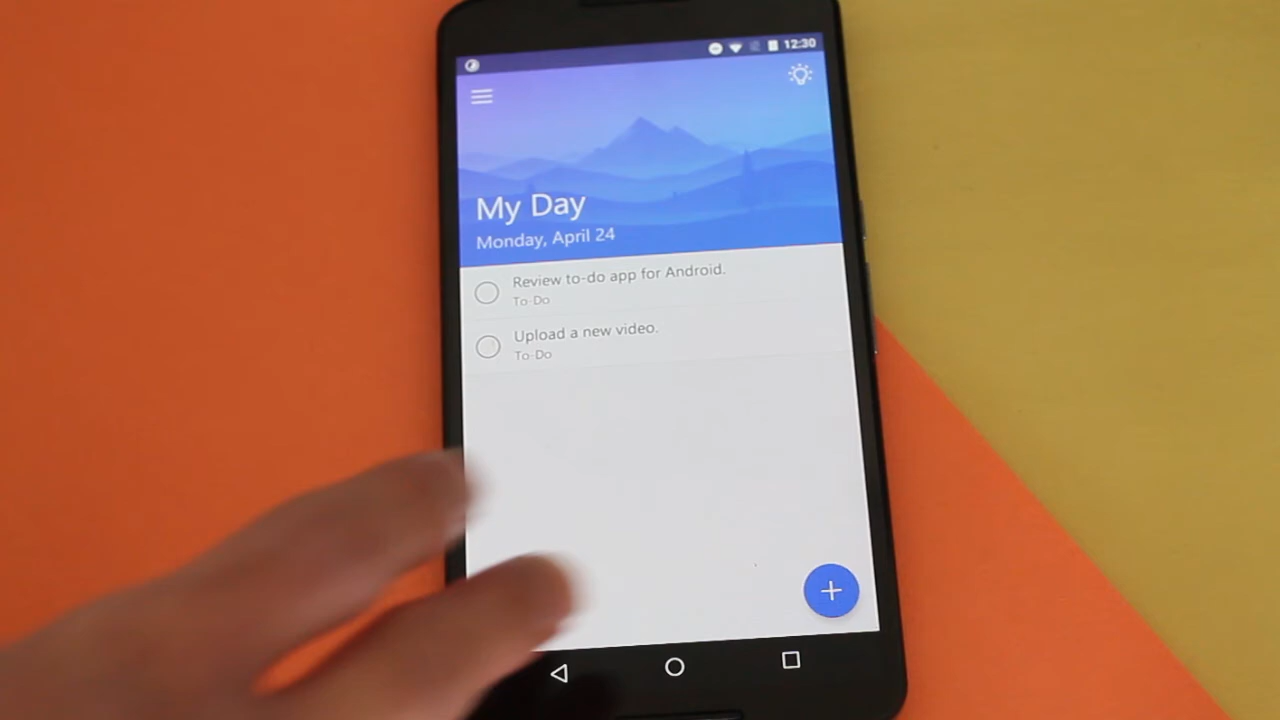 12:30
My Day
Monday, April 24
Review to-do app for Android.
To-Do
Upload a new video.
To-Do